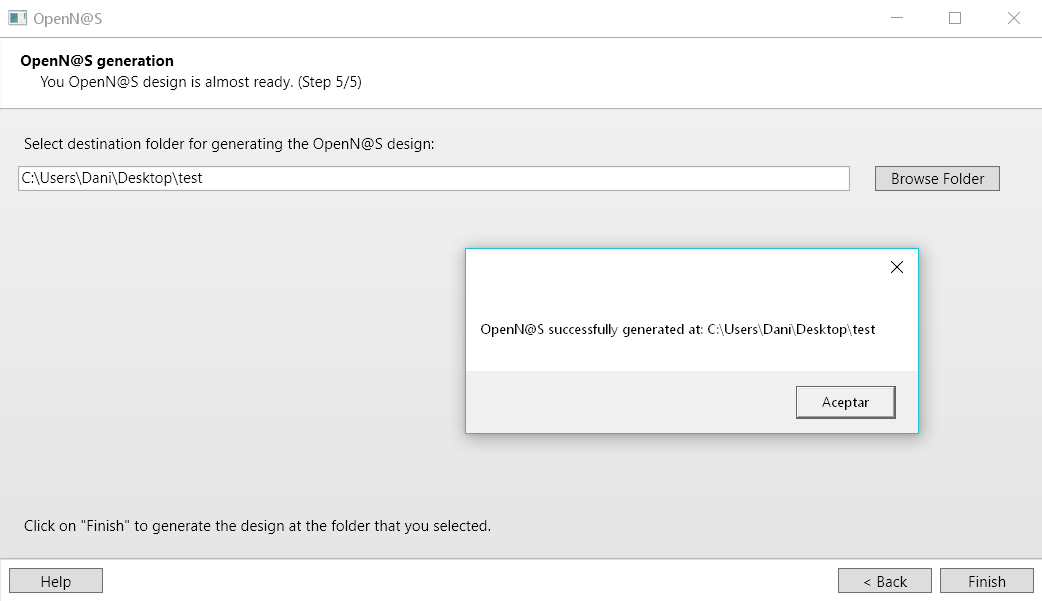 OpenN@S
OpenN@S generation
You OpenN@S design is almost ready. (Step 5/5)
Select destination folder for generating the OpenN@S design:
C:\Users\Dani\Desktop\test
Browse Folder
OpenN@S successfully generated at: C:\Users\Dani\Desktop\test
Aceptar
Click on "Finish" to generate the design at the folder that you selected.
Help
< Back
Finish